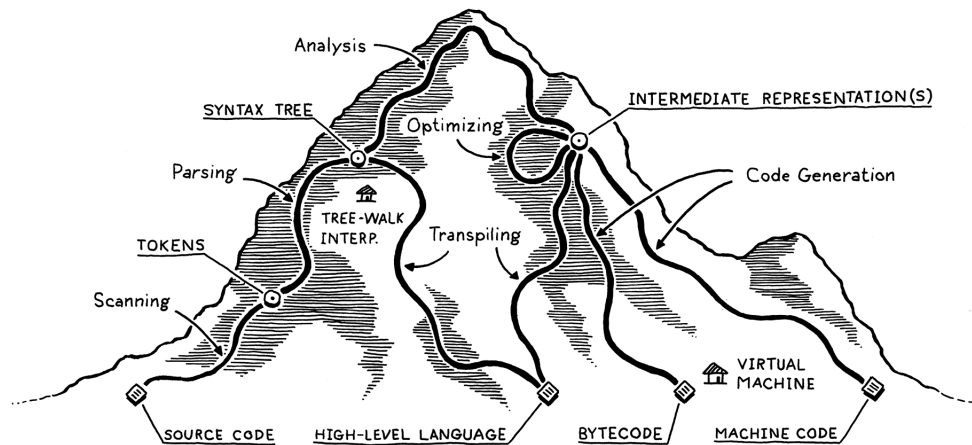 Analysis
INTERMEDIATE REPRESENTATION(S)
SYNTAX TREE
Optimizing
Parsing
Code Generation
TREE-WALK
INTERP.
Transpiling
TOKENS
Scanning
VIRTUAL
MACHINE
SOURCE CODE
HIGH-LEVEL LANGUAGE
BYTECODE
MACHINE CODE